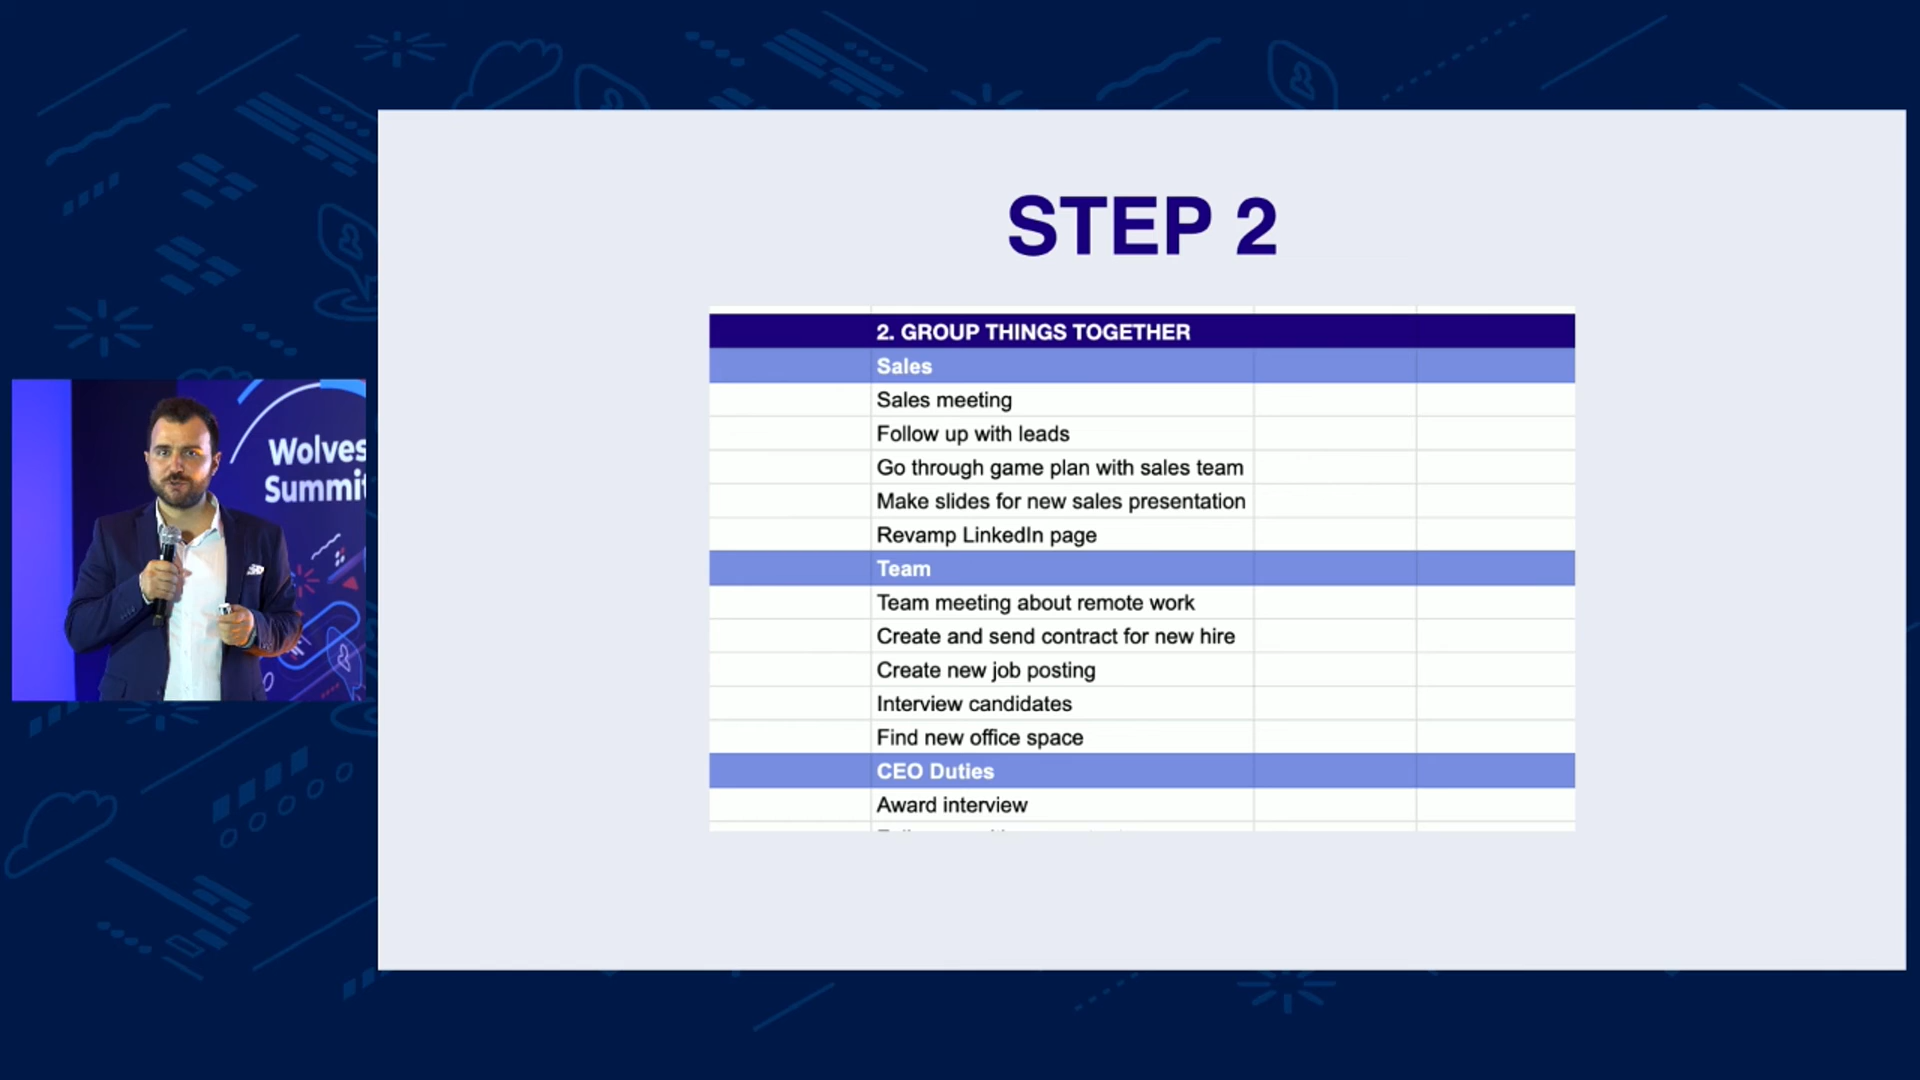 STEP 2
2. GROUP THINGS TOGETHER
Sales
Sales meeting
Follow up with leads
Go through game plan with sales team
Make slides for new sales presentation
Revamp LinkedIn page
Team
Team meeting about remote work
Create and send contract for new hire
Create new job posting
Interview candidates
Find new office space
CEO Duties
Award interview
Wolves
Summit